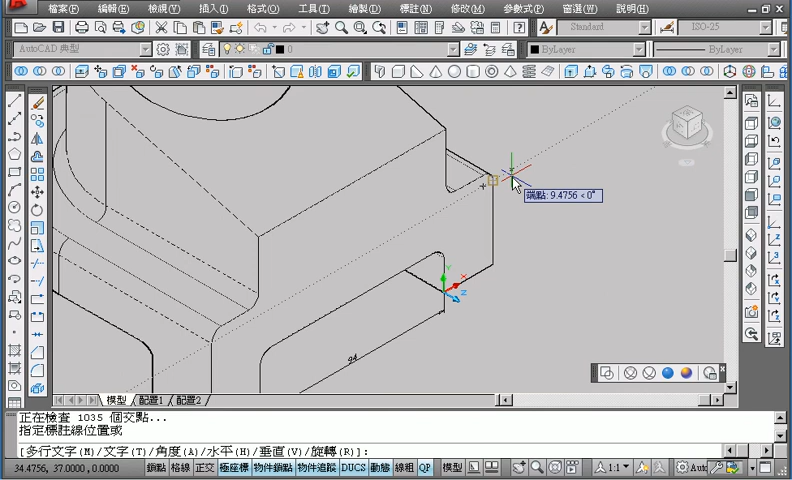 檔案(F) 編輯(E) 檢視(V) 插入(I) 格式(O) 工具(T) 繪製(D) 標註(N) 修改(M) 參數式(P) 窗選(W) 說明(H)
Standard ISO-25
AutoCAD 典型 0 ByLayer ByLayer
端點: 9.4756 < 0°
Y X
Z
94
模型 配置1 配置2
正在檢查 1035 個交點...
指定標註線位置或
[多行文字(M)/文字(T)/角度(A)/水平(H)/垂直(V)/旋轉(R)]:
34.4756, 37.0000, 0.0000 鎖點 格線 正交 極座標 物件鎖點 物件追蹤 DUCS 動態 線粗 QP 模型 1:1 Aut